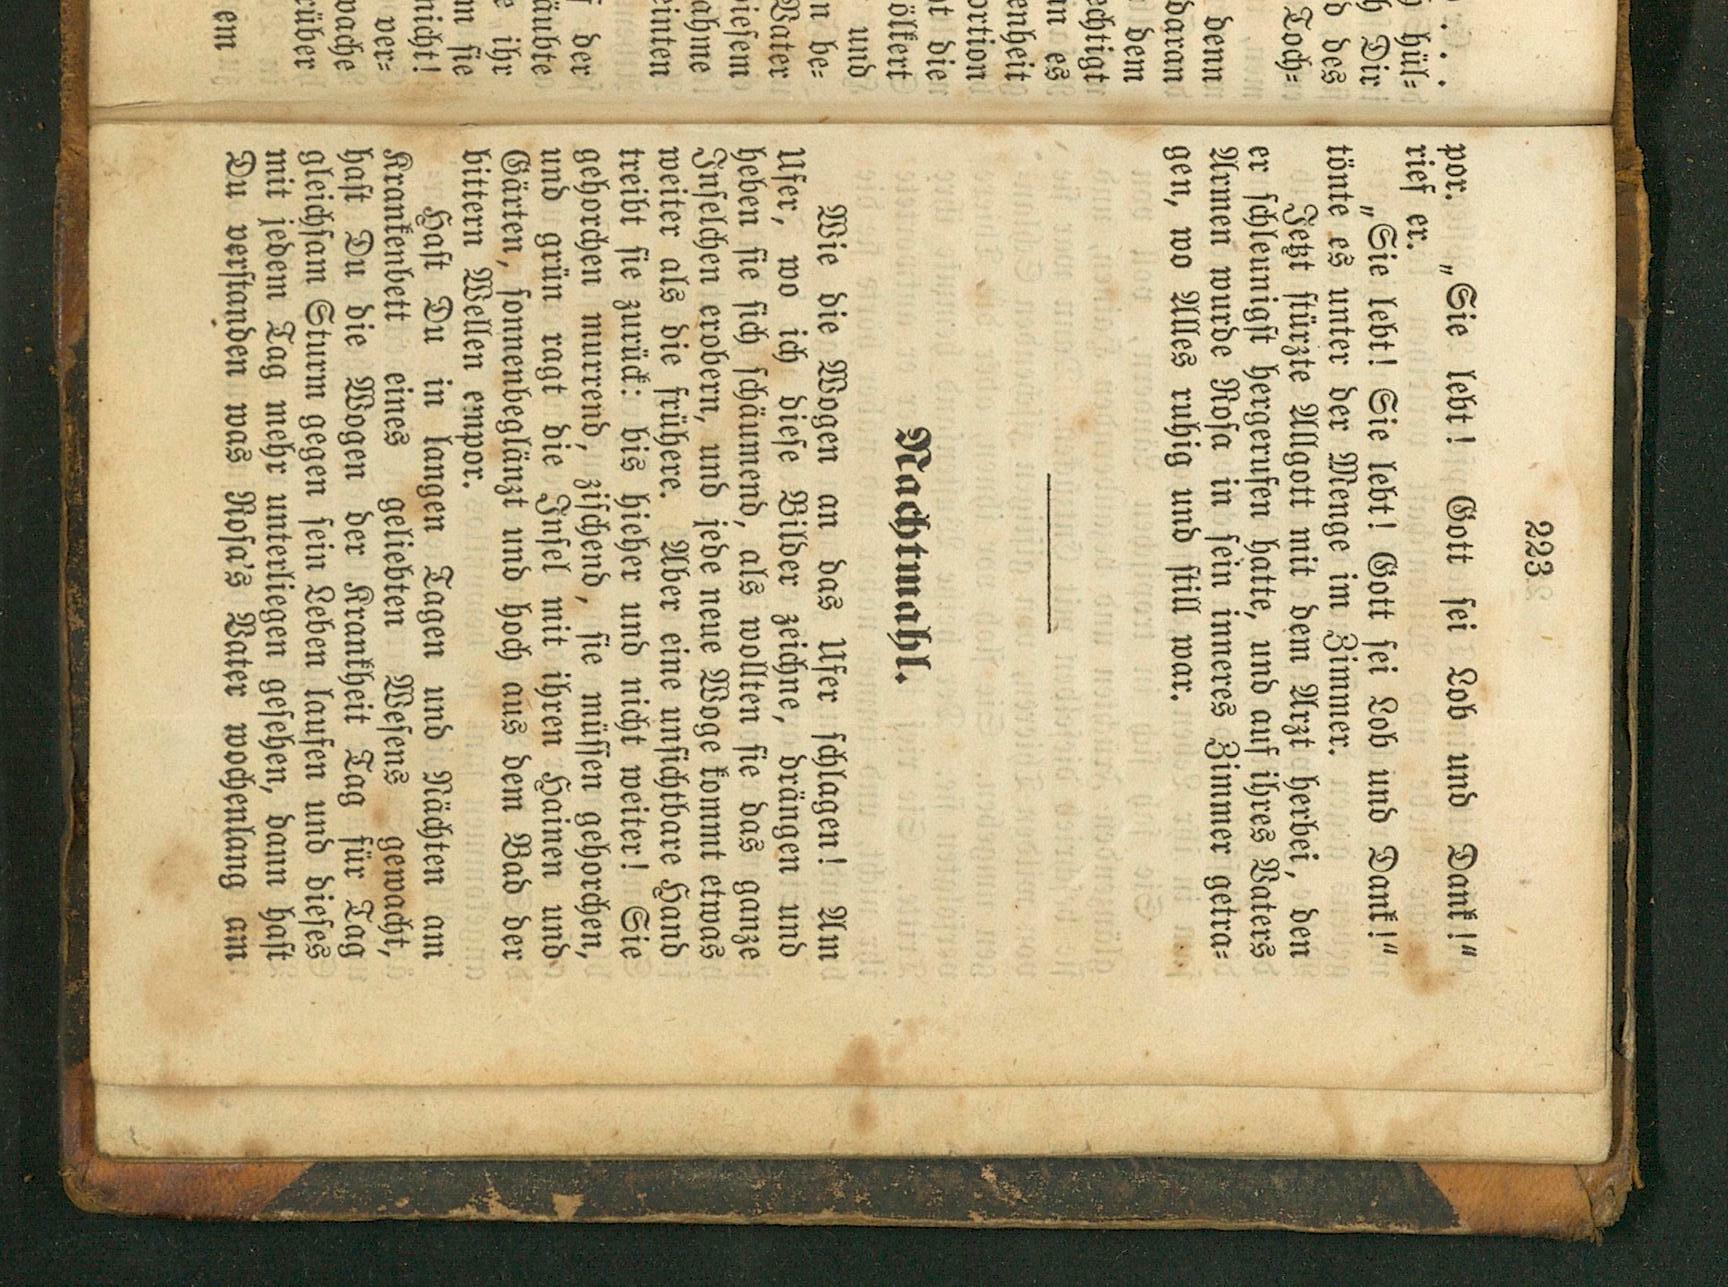 223
por. „Sie lebt! Gott sei Lob und Dank!“
rief er.
„Sie lebt! Sie lebt! Gott sei Lob und Dank!“
tönte es unter der Menge im Zimmer.
Jetzt stürzte Allgott mit dem Arzt herbei, den
er schleunigst hergerufen hatte, und auf ihres Vaters
Armen wurde Rosa in sein inneres Zimmer getra-
gen, wo Alles ruhig und still war.
Nachtmahl.
Wie die Wogen an das Ufer schlagen! Am
Ufer, wo ich diese Bilder zeichne, drängen und
heben sie sich schäumend, als wollten sie das ganze
Inselchen erobern, und jede neue Woge kommt etwas
weiter als die frühere. Aber eine unsichtbare Hand
treibt sie zurück: bis hieher und nicht weiter! Sie
gehorchen murrend, zischend, sie müssen gehorchen,
und grün ragt die Insel mit ihren Hainen und
Gärten, sonnenbeglänzt und hoch aus dem Bad der
bittern Wellen empor.
Hast Du in langen Tagen und Nächten am
Krankenbett eines geliebten Wesens gewacht,
hast Du die Wogen der Krankheit Tag für Tag
gleichsam Sturm gegen sein Leben laufen und dieses
mit jedem Tag mehr unterliegen gesehen, dann hast
Du verstanden was Rosa's Vater wochenlang am